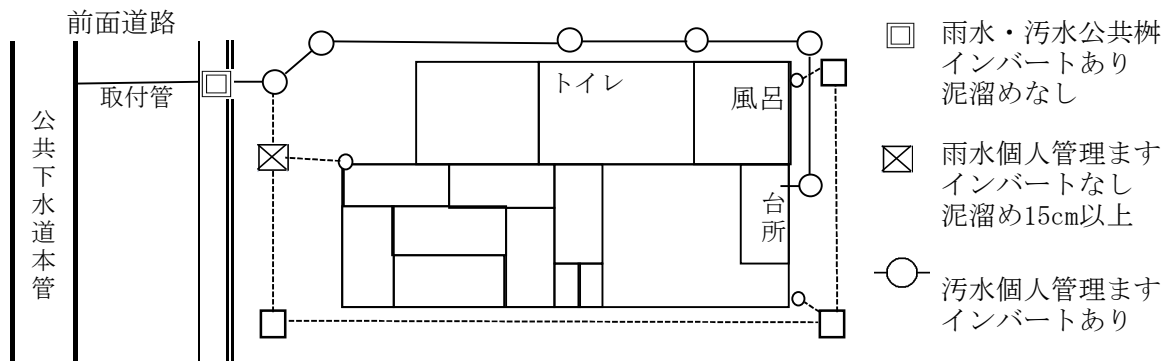 前面道路
取付管
公共下水道本管
トイレ
風呂
台所
雨水・汚水公共桝
インバートあり
泥溜めなし
雨水個人管理ます
インバートなし
泥溜め15cm以上
汚水個人管理ます
インバートあり